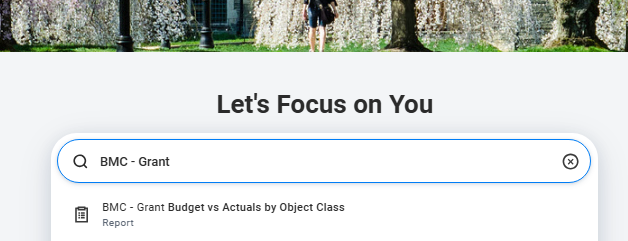 Let's Focus on You
BMC - Grant
BMC - Grant Budget vs Actuals by Object Class
Report